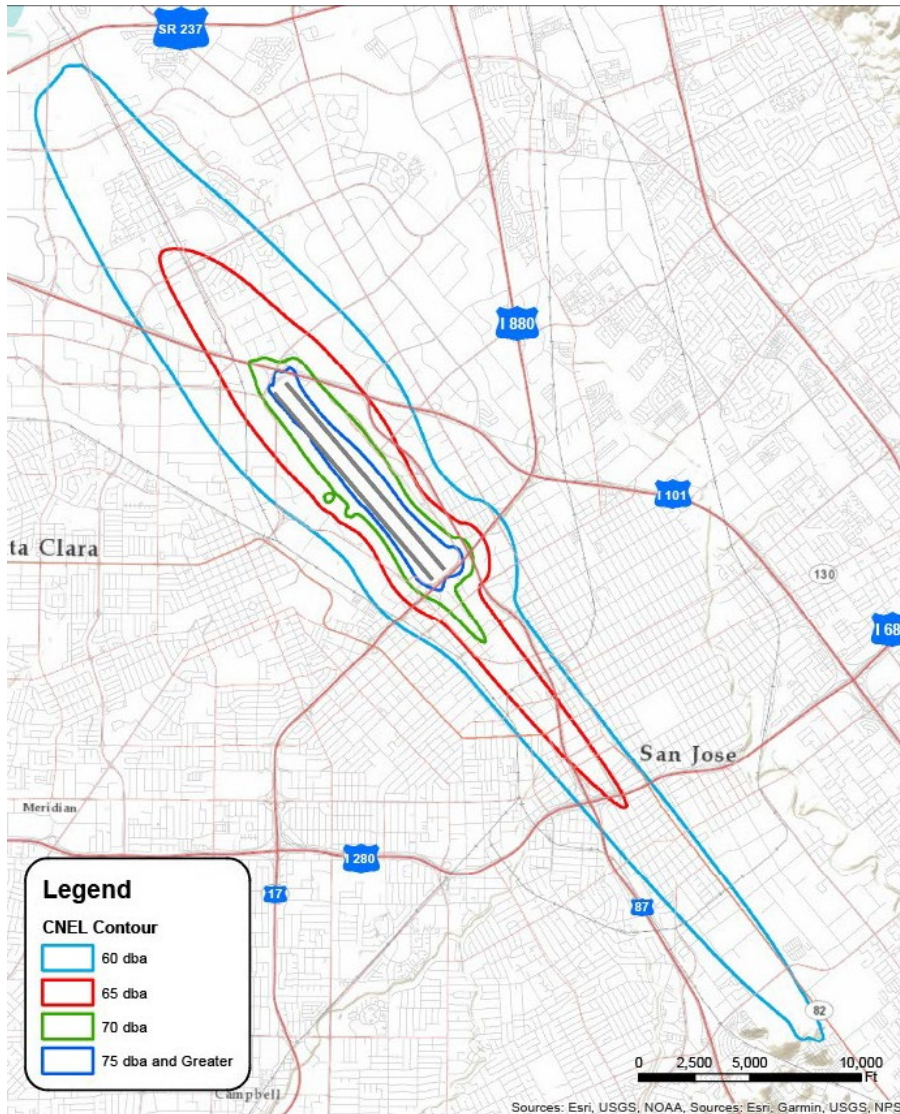 SR 237
I 880
I 101
ta Clara
130
I 68
San Jose
Meridian
I 280
17
87
82
Legend
CNEL Contour
60 dba
65 dba
70 dba
75 dba and Greater
Campbell
0 2,500 5,000 10,000
Ft
Sources: Esri, USGS, NOAA, Sources: Esri, Garmin, USGS, NPS